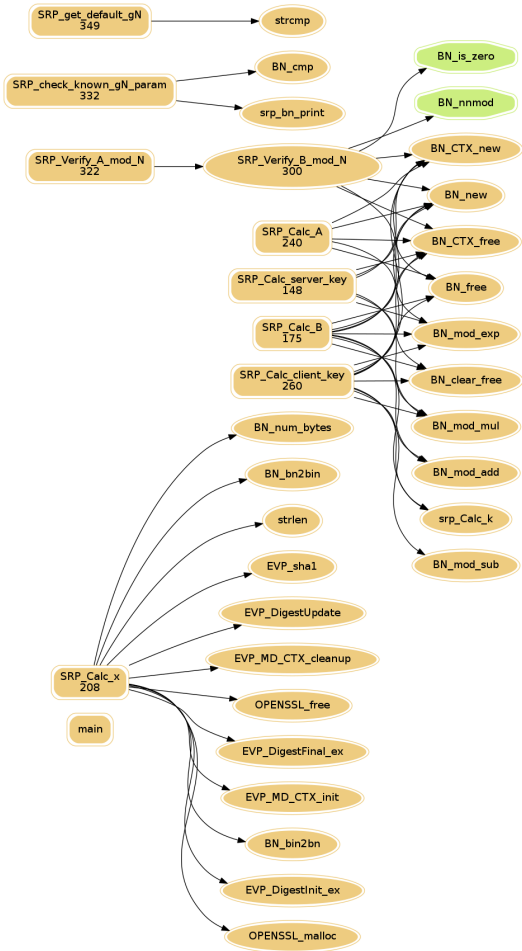 SRP_get_default_gN
349
strcmp
SRP_check_known_gN_param
332
BN_cmp
srp_bn_print
BN_is_zero
BN_nnmod
SRP_Verify_A_mod_N
322
SRP_Verify_B_mod_N
300
BN_CTX_new
BN_new
SRP_Calc_A
240
BN_CTX_free
SRP_Calc_server_key
148
BN_free
SRP_Calc_B
175
BN_mod_exp
SRP_Calc_client_key
260
BN_clear_free
BN_num_bytes
BN_mod_mul
BN_bn2bin
BN_mod_add
strlen
srp_Calc_k
EVP_sha1
BN_mod_sub
EVP_DigestUpdate
SRP_Calc_x
208
EVP_MD_CTX_cleanup
OPENSSL_free
main
EVP_DigestFinal_ex
EVP_MD_CTX_init
BN_bin2bn
EVP_DigestInit_ex
OPENSSL_malloc